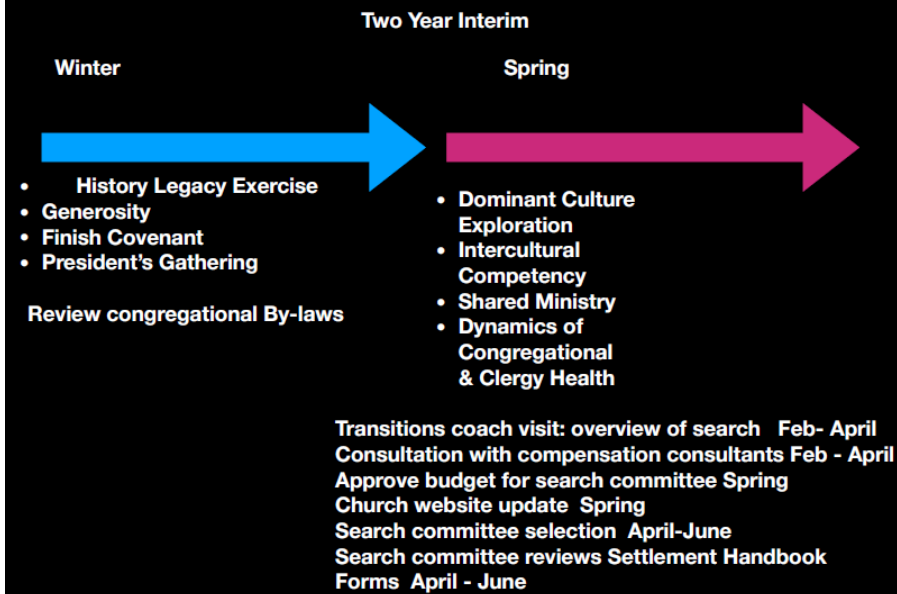 Two Year Interim
Winter
Spring
• History Legacy Exercise
• Generosity
• Finish Covenant
• President's Gathering
Review congregational By-laws
• Dominant Culture
Exploration
• Intercultural
Competency
• Shared Ministry
• Dynamics of
Congregational
& Clergy Health
Transitions coach visit: overview of search Feb- April
Consultation with compensation consultants Feb - April
Approve budget for search committee Spring
Church website update Spring
Search committee selection April-June
Search committee reviews Settlement Handbook
Forms April - June